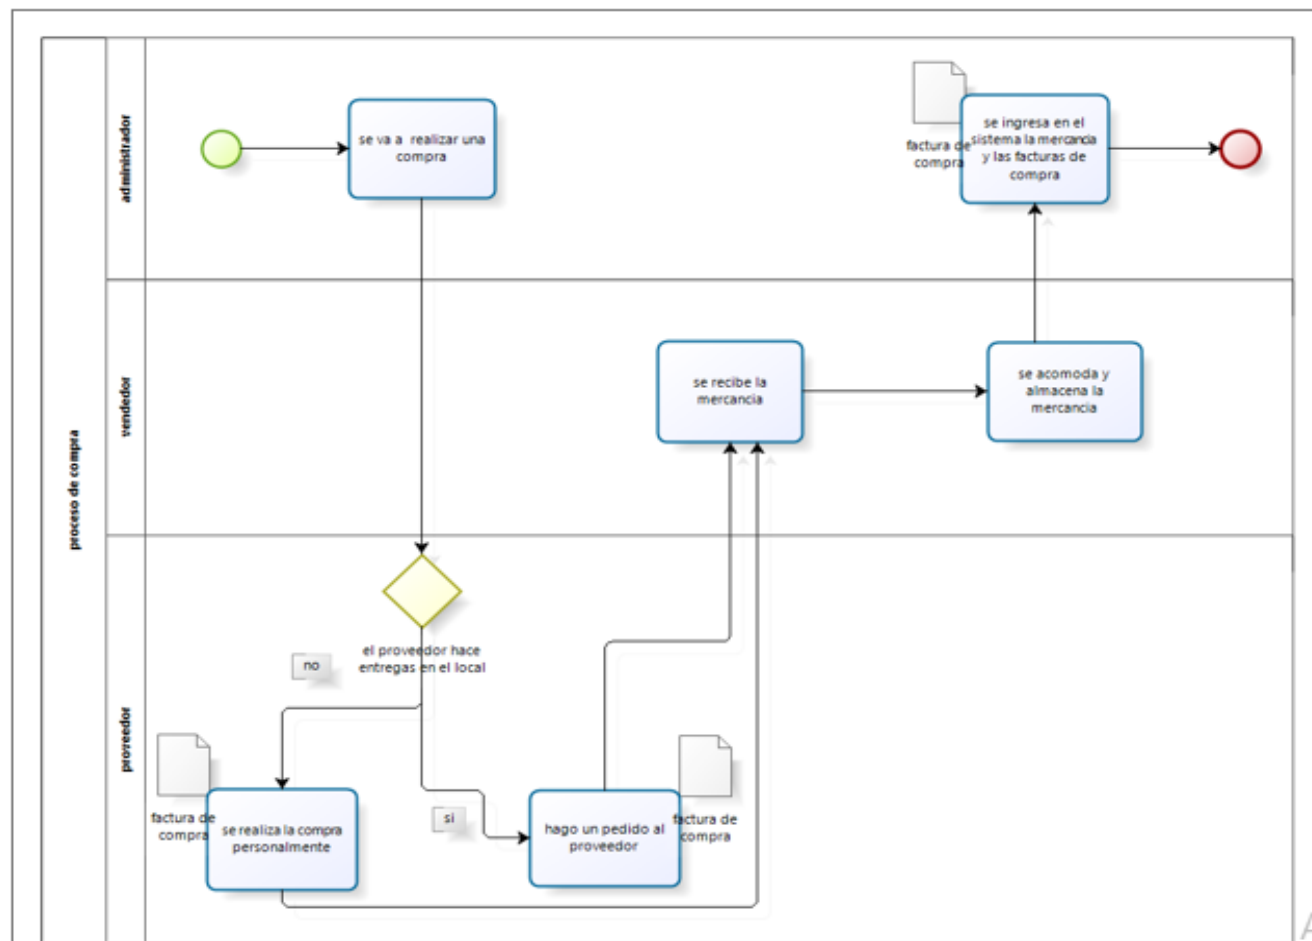 proceso de compra
administrador
se va a realizar una
compra
factura de
compra
se ingresa en el
sistema la mercancia
y las facturas de
compra
vendedor
se recibe la
mercancia
se acomoda y
almacena la
mercancia
proveedor
el proveedor hace
entregas en el local
no
si
factura de
compra
se realiza la compra
personalmente
hago un pedido al
proveedor
factura de
compra
A